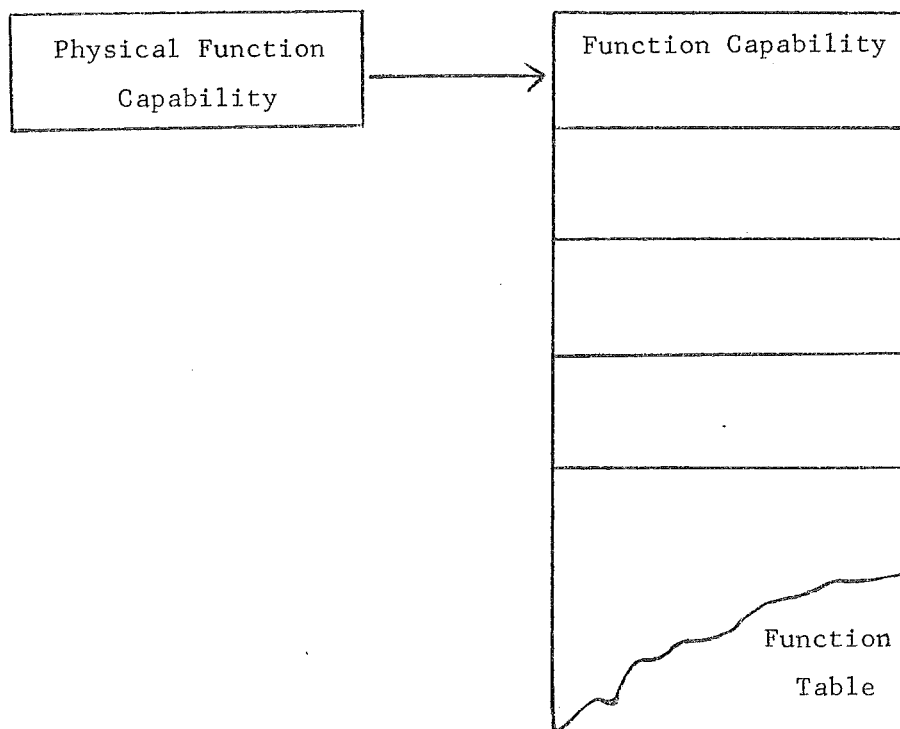 Physical Function
Capability
Function Capability
Function
Table